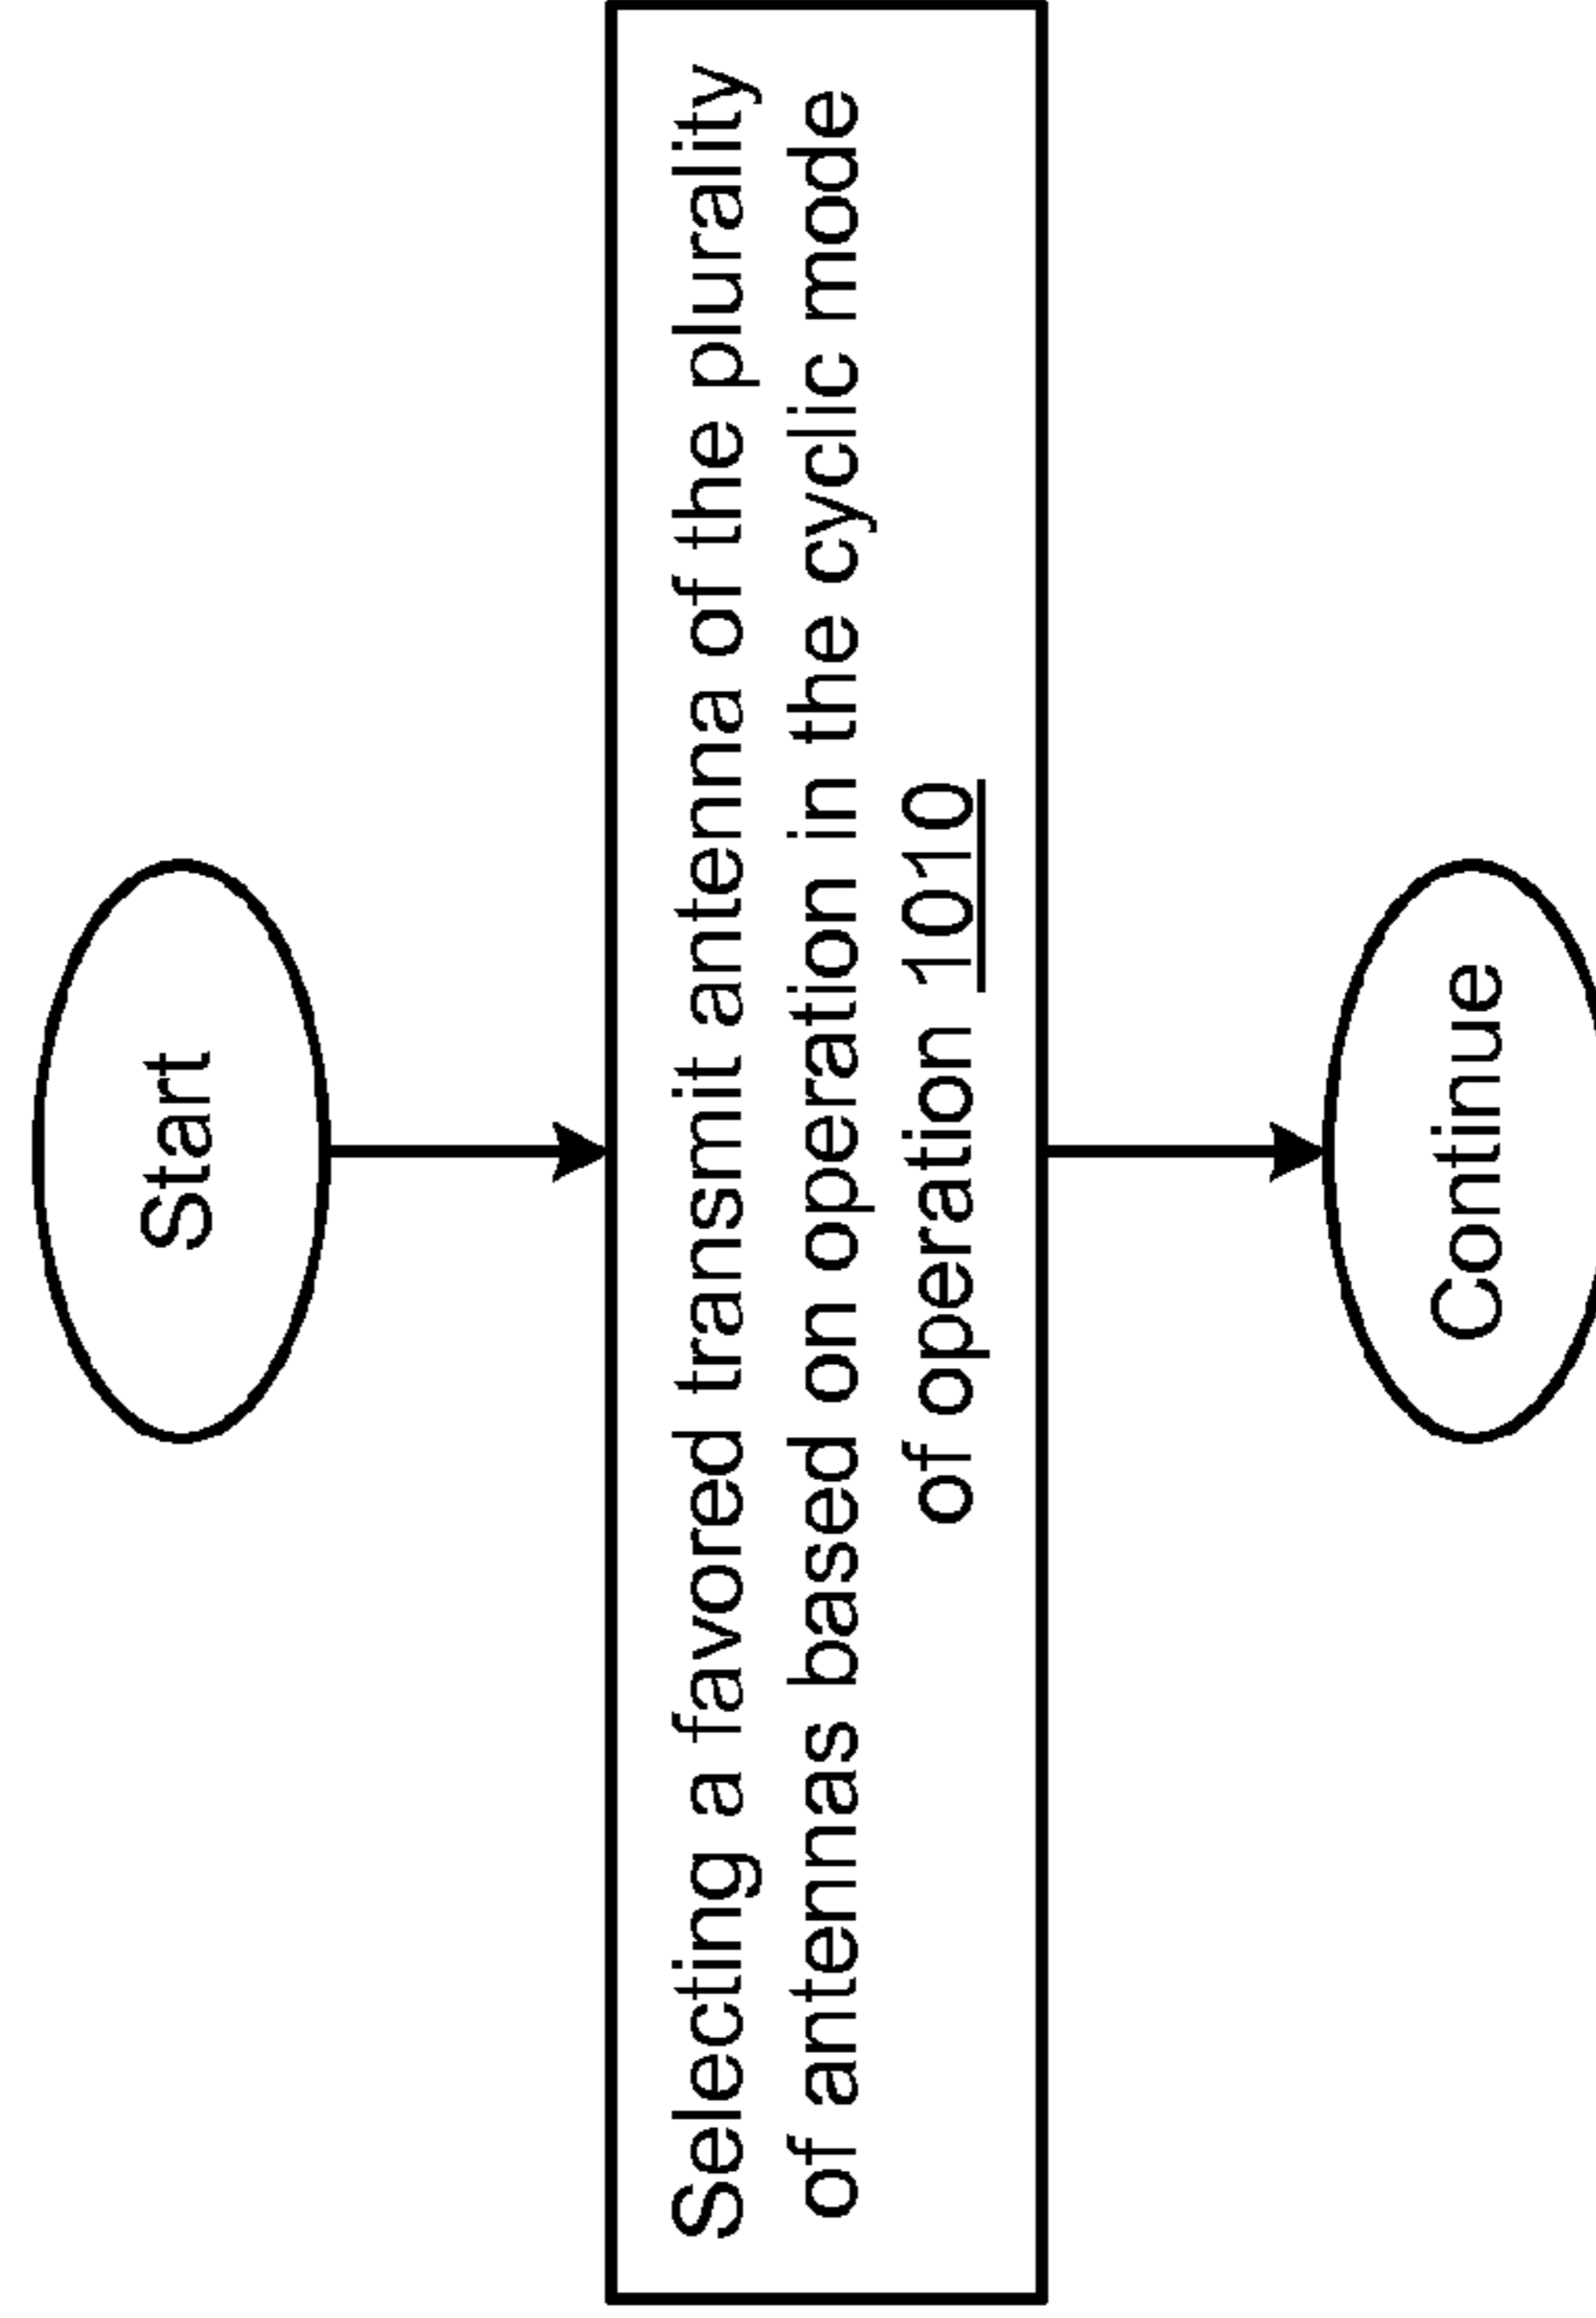 Start
Selecting a favored transmit antenna of the plurality
of antennas based on operation in the cyclic mode
of operation 1010
Continue